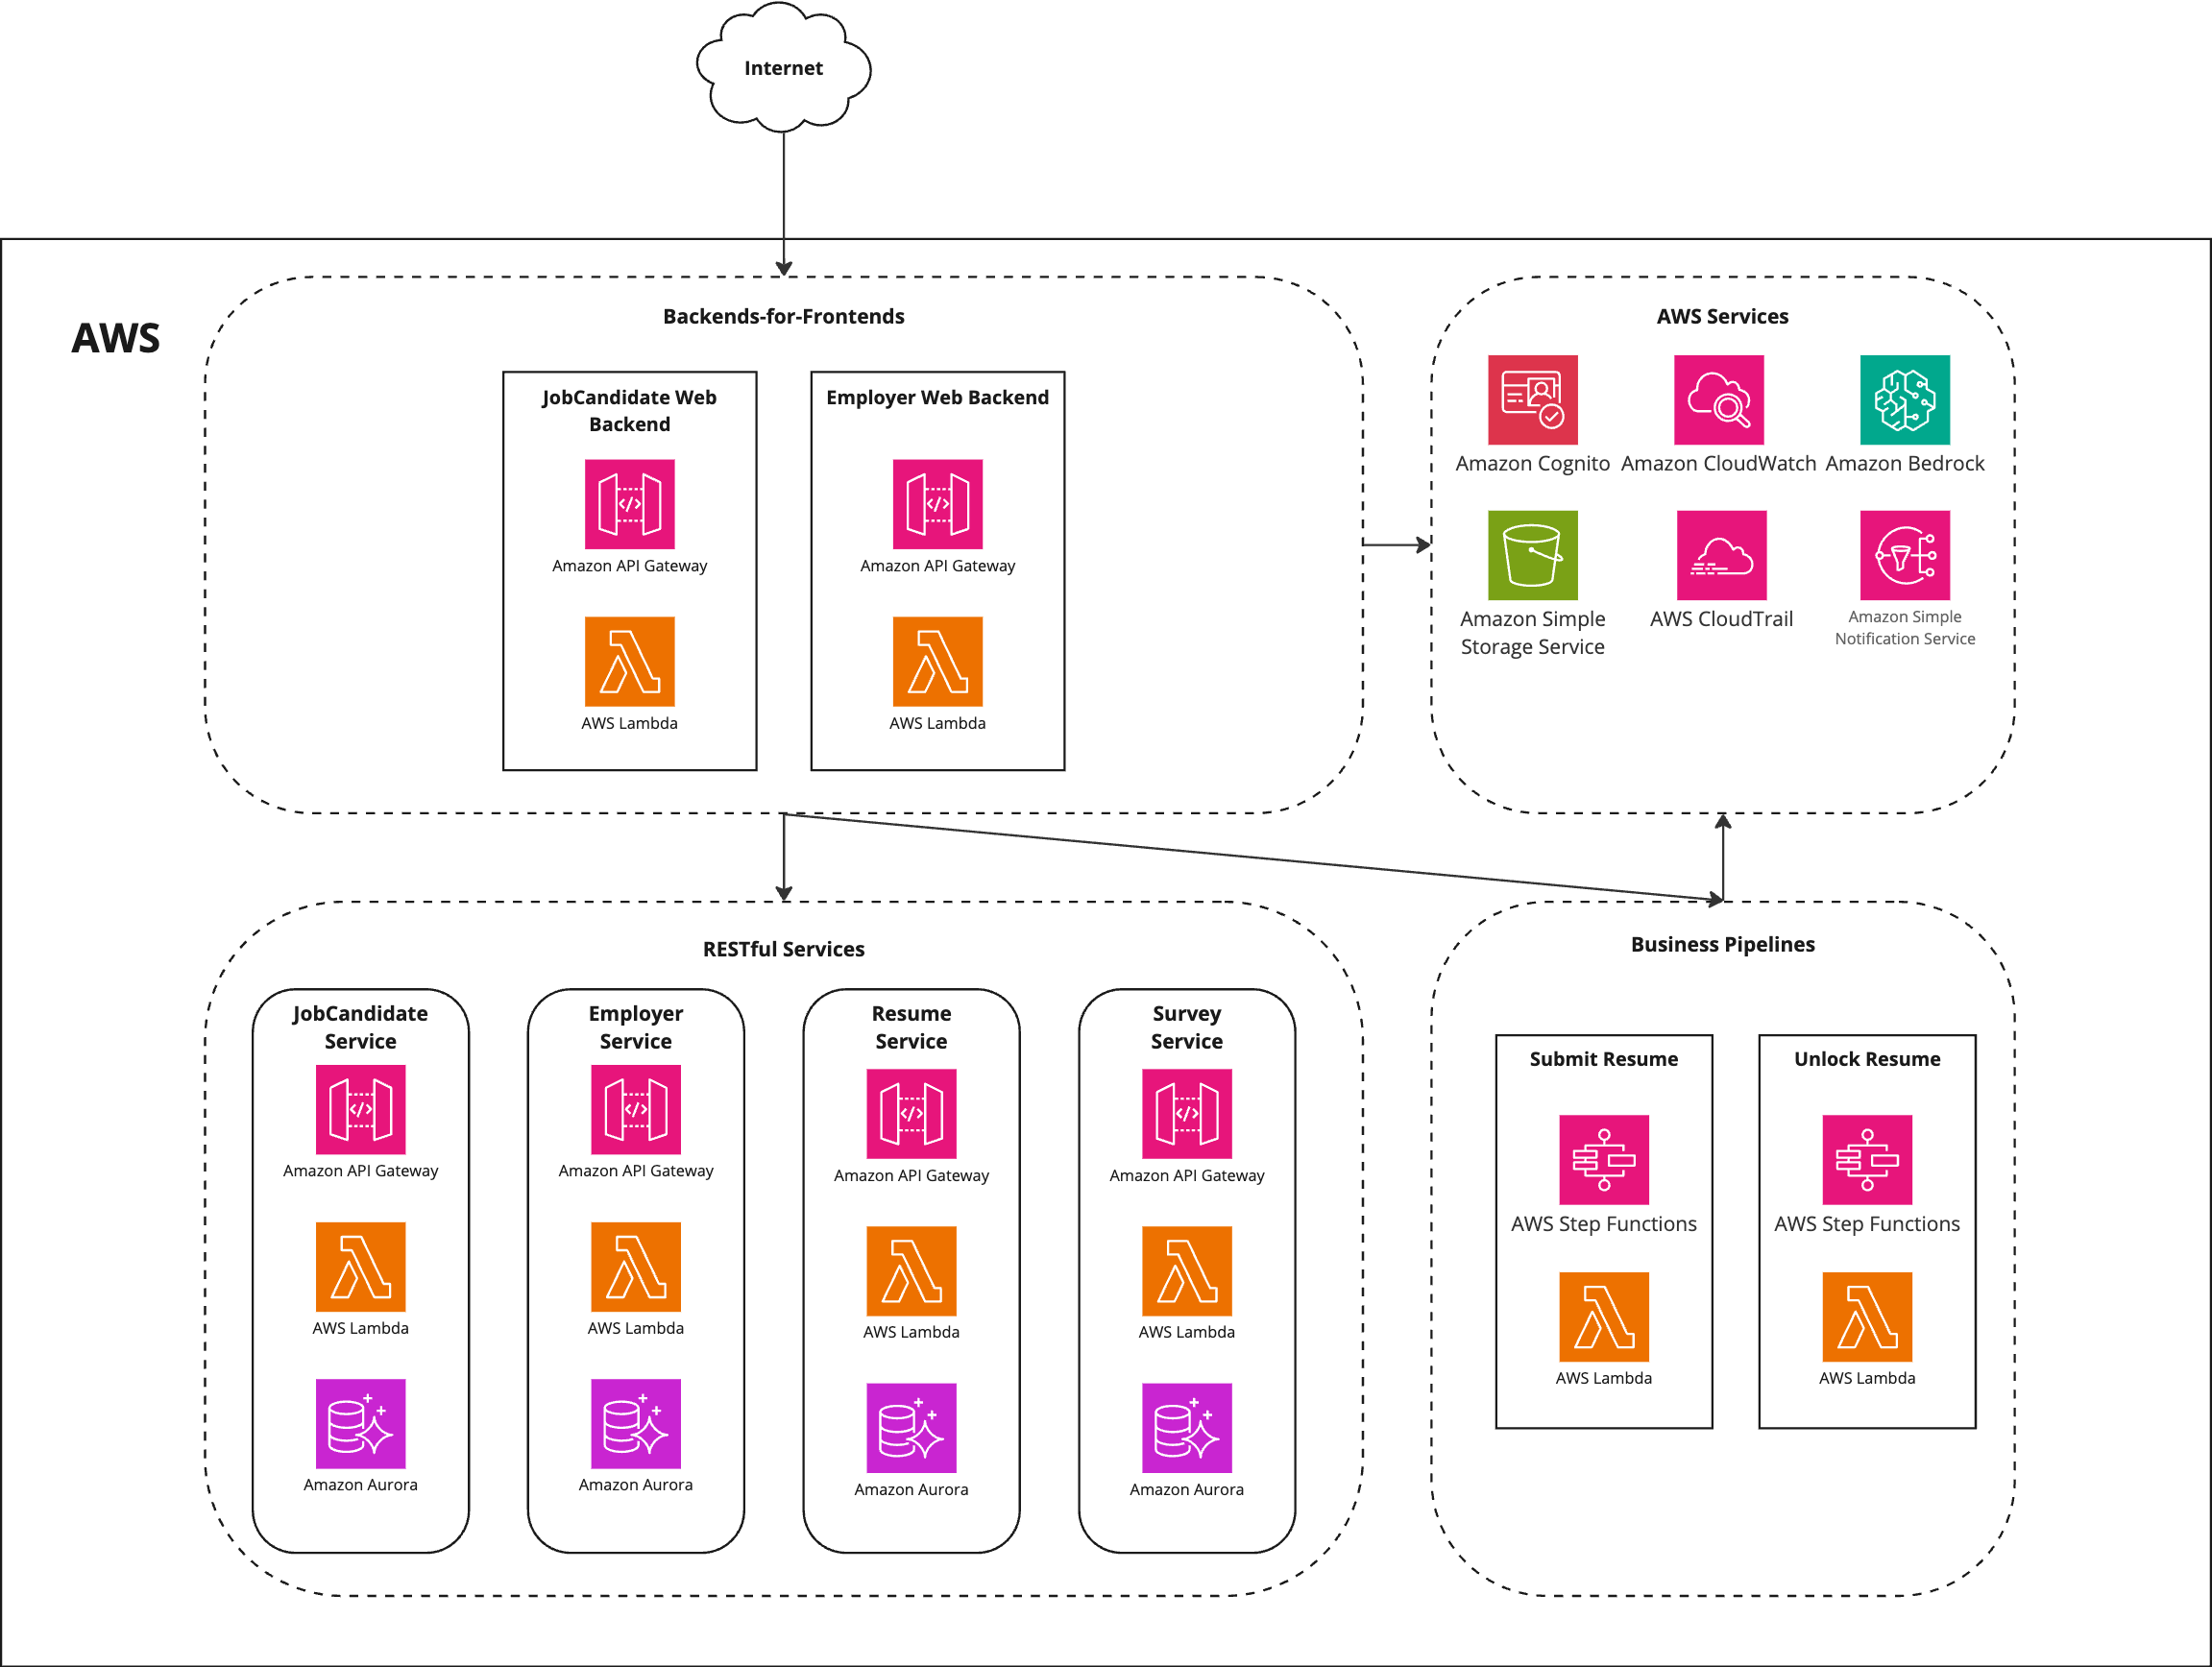 Internet
AWS
Backends-for-Frontends
JobCandidate Web
Backend
Amazon API Gateway
AWS Lambda
Employer Web Backend
Amazon API Gateway
AWS Lambda
AWS Services
Amazon Cognito
Amazon CloudWatch
Amazon Bedrock
Amazon Simple
Storage Service
AWS CloudTrail
Amazon Simple
Notification Service
RESTful Services
JobCandidate
Service
Amazon API Gateway
AWS Lambda
Amazon Aurora
Employer
Service
Amazon API Gateway
AWS Lambda
Amazon Aurora
Resume
Service
Amazon API Gateway
AWS Lambda
Amazon Aurora
Survey
Service
Amazon API Gateway
AWS Lambda
Amazon Aurora
Business Pipelines
Submit Resume
AWS Step Functions
AWS Lambda
Unlock Resume
AWS Step Functions
AWS Lambda